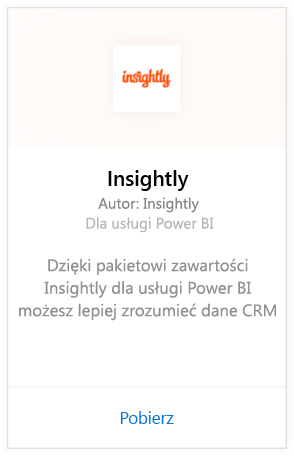 insightly
Insightly
Autor: Insightly
Dla usługi Power BI
Dzięki pakietowi zawartości
Insightly dla usługi Power BI
możesz lepiej zrozumieć dane CRM
Pobierz